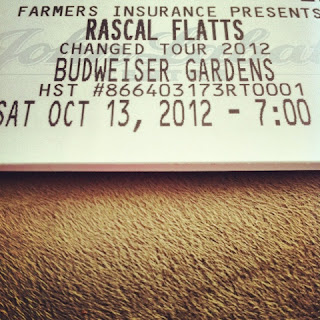 FARMERS INSURANCE PRESENTS
RASCAL FLATTS
CHANGED TOUR 2012
BUDWEISER GARDENS
HST #866403173RT0001
SAT OCT 13, 2012 - 7:00